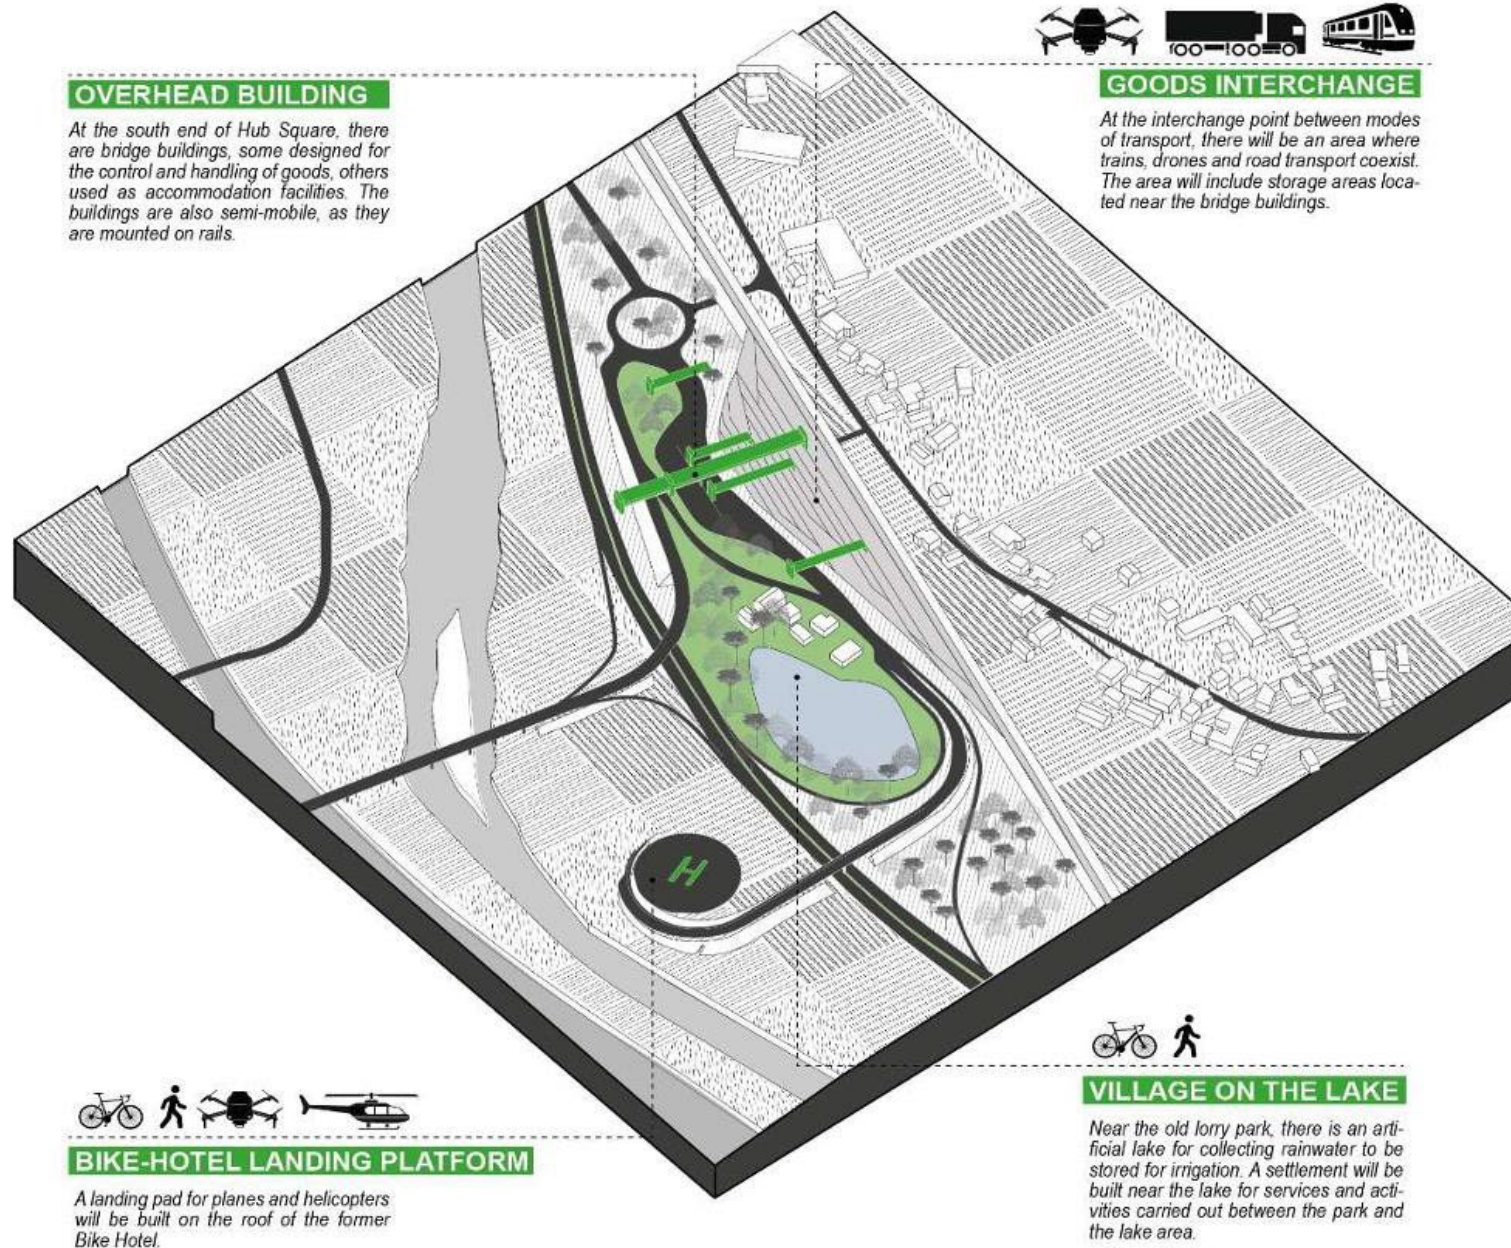 OVERHEAD BUILDING
At the south end of Hub Square, there
are bridge buildings, some designed for
the control and handling of goods, others
used as accommodation facilities. The
buildings are also semi-mobile, as they
are mounted on rails.
GOODS INTERCHANGE
At the interchange point between modes
of transport, there will be an area where
trains, drones and road transport coexist.
The area will include storage areas loca-
ted near the bridge buildings.
H
BIKE-HOTEL LANDING PLATFORM
A landing pad for planes and helicopters
will be built on the roof of the former
Bike Hotel.
VILLAGE ON THE LAKE
Near the old lorry park, there is an arti-
ficial lake for collecting rainwater to be
stored for irrigation. A settlement will be
built near the lake for services and acti-
vities carried out between the park and
the lake area.